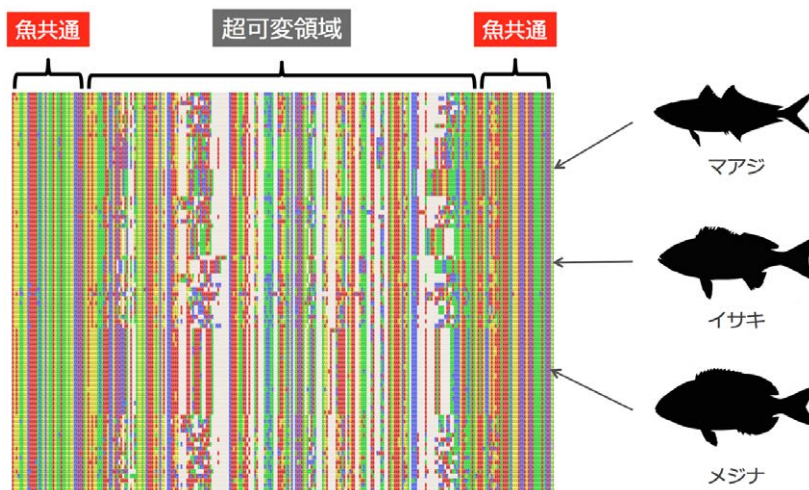 魚共通
超可変領域
魚共通
マアジ
イサキ
メジナ